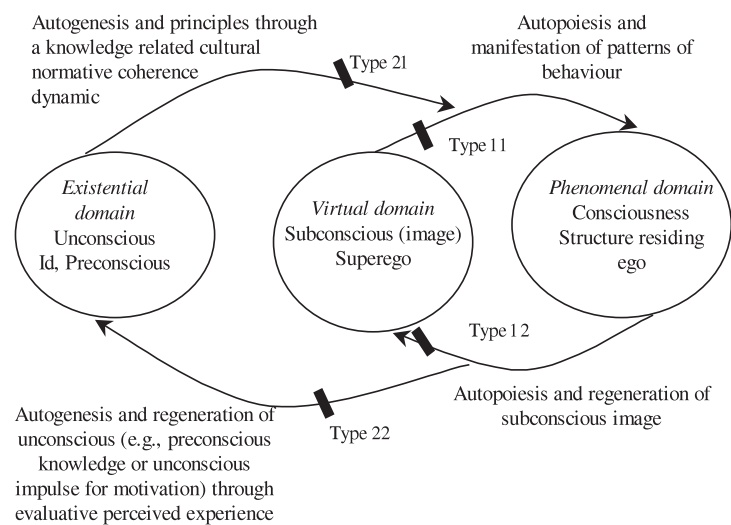 Autogenesis and principles through
a knowledge related cultural
normative coherence
dynamic
Type 21
Autopoiesis and
manifestation of patterns of
behaviour
Type 11
Existential
domain
Unconscious
Id, Preconscious
Virtual domain
Subconscious (image)
Superego
Phenomenal domain
Consciousness
Structure residing
ego
Type 12
Autopoiesis and regeneration of
subconscious image
Type 22
Autogenesis and regeneration of
unconscious (e.g., preconscious
knowledge or unconscious
impulse for motivation) through
evaluative perceived experience